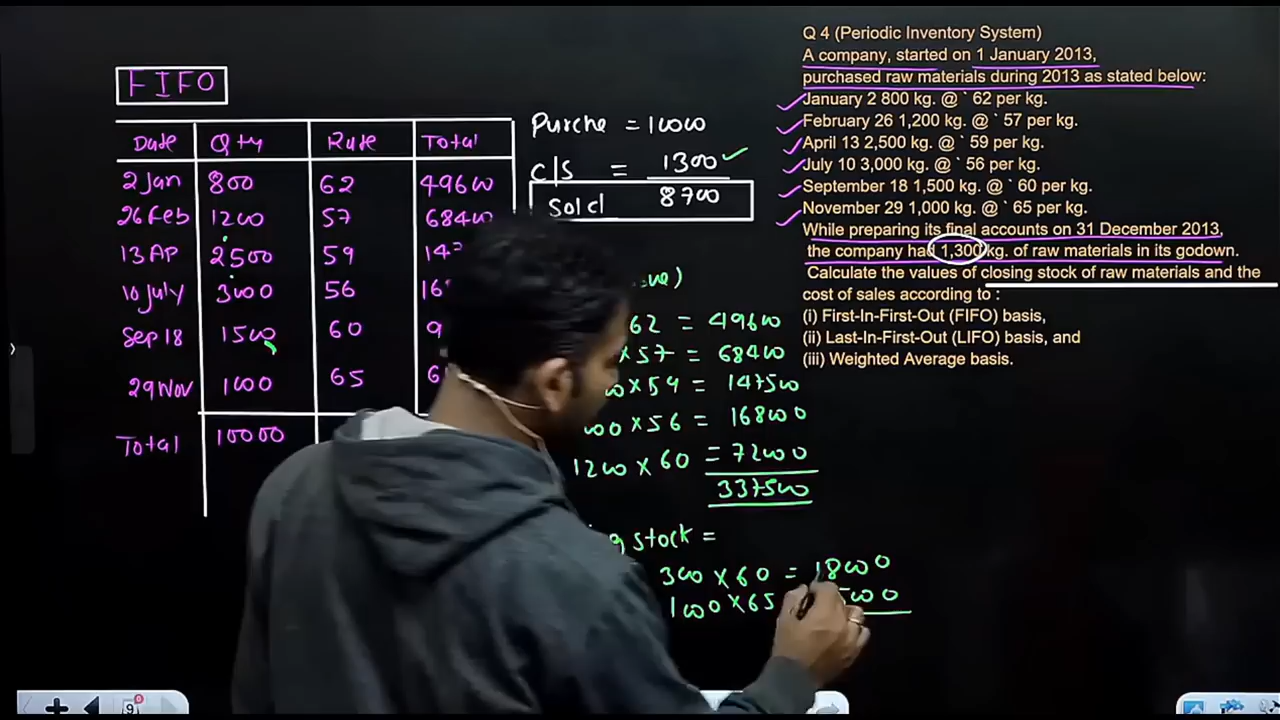 FIFO
Date Qty Rate Total
2 Jan 800 62 49600
26 Feb 1200 57 68400
13 AP 2500 59
10 July 3000 56
Sep 18 1500 60
29 Nov 1000 65
Total 10000
Purche = 10000
c/s = 1300
Sold 8700
62 = 49600
×57 = 68400
×59 = 147500
×56 = 168000
1200 × 60 = 72000
337500
stock =
300 × 60 = 18000
1000 × 65
Q 4 (Periodic Inventory System)
A company, started on 1 January 2013,
purchased raw materials during 2013 as stated below:
January 2 800 kg. @ ` 62 per kg.
February 26 1,200 kg. @ ` 57 per kg.
April 13 2,500 kg. @ ` 59 per kg.
July 10 3,000 kg. @ ` 56 per kg.
September 18 1,500 kg. @ ` 60 per kg.
November 29 1,000 kg. @ ` 65 per kg.
While preparing its final accounts on 31 December 2013,
the company had 1,300 kg. of raw materials in its godown.
Calculate the values of closing stock of raw materials and the
cost of sales according to :
(i) First-In-First-Out (FIFO) basis,
(ii) Last-In-First-Out (LIFO) basis, and
(iii) Weighted Average basis.